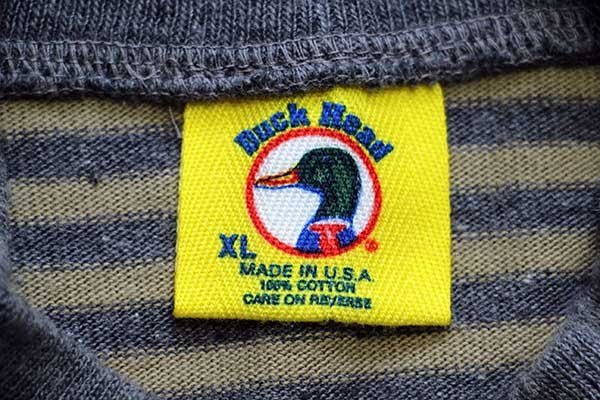 Duck Head
XL
MADE IN U.S.A
100% COTTON
CARE ON REVERSE